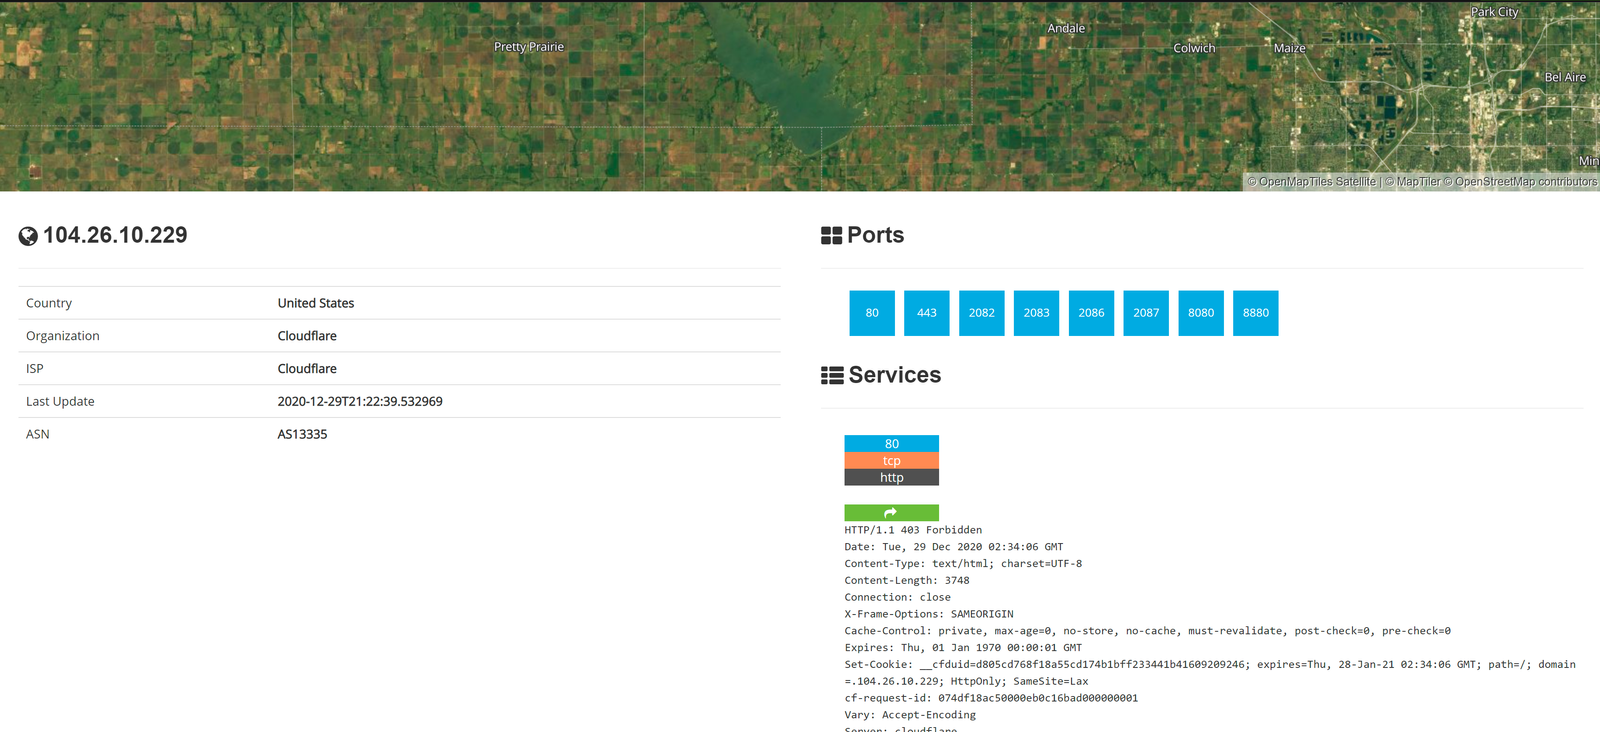 Park City
Andale
Pretty Prairie
Colwich
Maize
Bel Aire
Min
© OpenMapTiles Satellite | © MapTiler © OpenStreetMap contributors
104.26.10.229
Country United States
Organization Cloudflare
ISP Cloudflare
Last Update 2020-12-29T21:22:39.532969
ASN AS13335
Ports
80 443 2082 2083 2086 2087 8080 8880
Services
80
tcp
http
HTTP/1.1 403 Forbidden
Date: Tue, 29 Dec 2020 02:34:06 GMT
Content-Type: text/html; charset=UTF-8
Content-Length: 3748
Connection: close
X-Frame-Options: SAMEORIGIN
Cache-Control: private, max-age=0, no-store, no-cache, must-revalidate, post-check=0, pre-check=0
Expires: Thu, 01 Jan 1970 00:00:01 GMT
Set-Cookie: __cfduid=d805cd768f18a55cd174b1bff233441b41609209246; expires=Thu, 28-Jan-21 02:34:06 GMT; path=/; domain
=.104.26.10.229; HttpOnly; SameSite=Lax
cf-request-id: 074df18ac50000eb0c16bad000000001
Vary: Accept-Encoding
Server: cloudflare